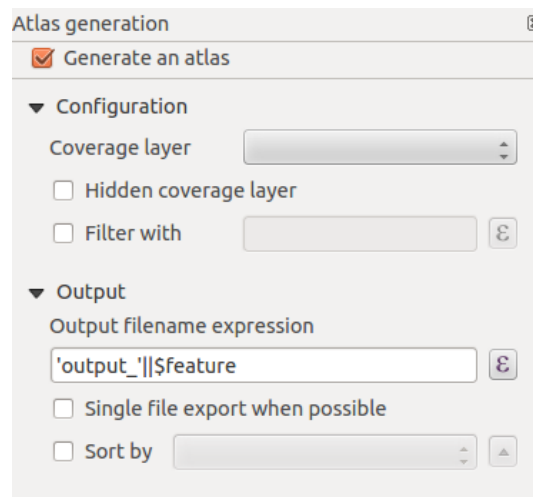 Atlas generation
Generate an atlas
Configuration
Coverage layer
Hidden coverage layer
Filter with
ε
Output
Output filename expression
'output_'||$feature
ε
Single file export when possible
Sort by